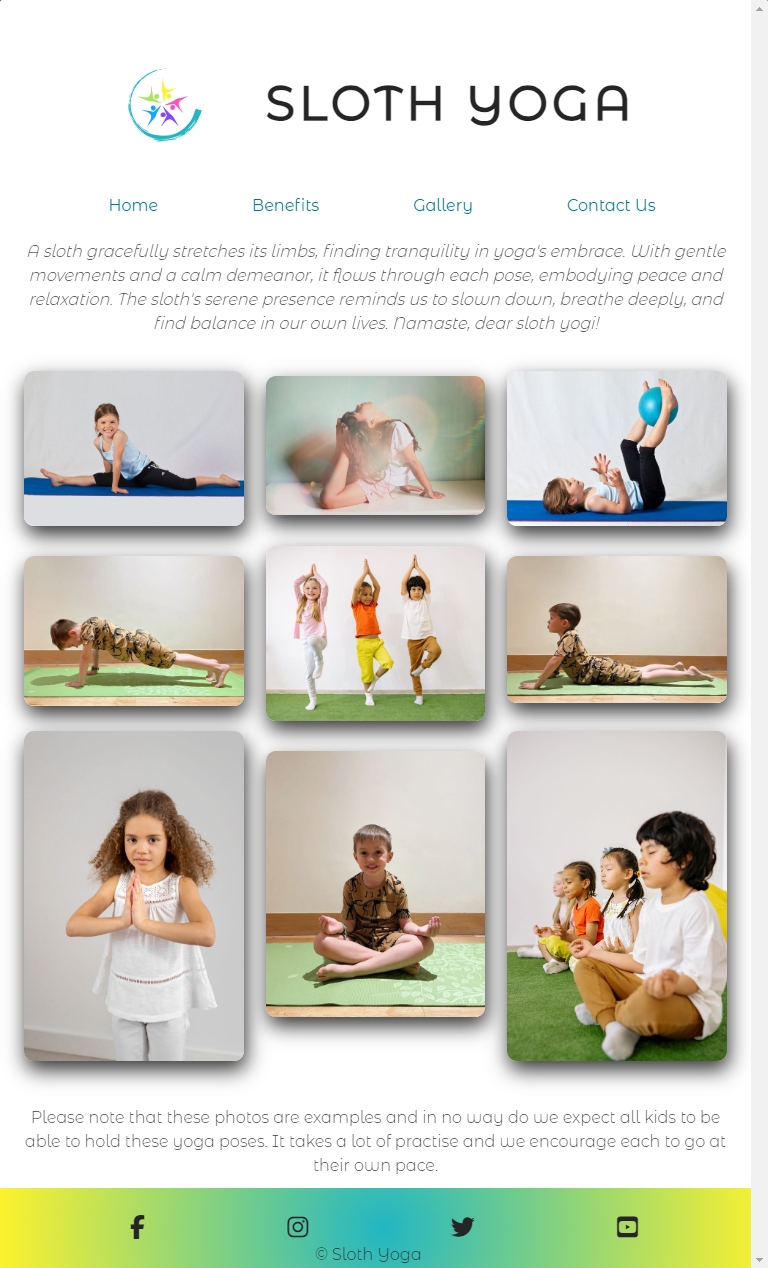 SLOTH YOGA
Home Benefits Gallery Contact Us
A sloth gracefully stretches its limbs, finding tranquility in yoga's embrace. With gentle
movements and a calm demeanor, it flows through each pose, embodying peace and
relaxation. The sloth's serene presence reminds us to slown down, breathe deeply, and
find balance in our own lives. Namaste, dear sloth yogi!
Please note that these photos are examples and in no way do we expect all kids to be
able to hold these yoga poses. It takes a lot of practise and we encourage each to go at
their own pace.
© Sloth Yoga